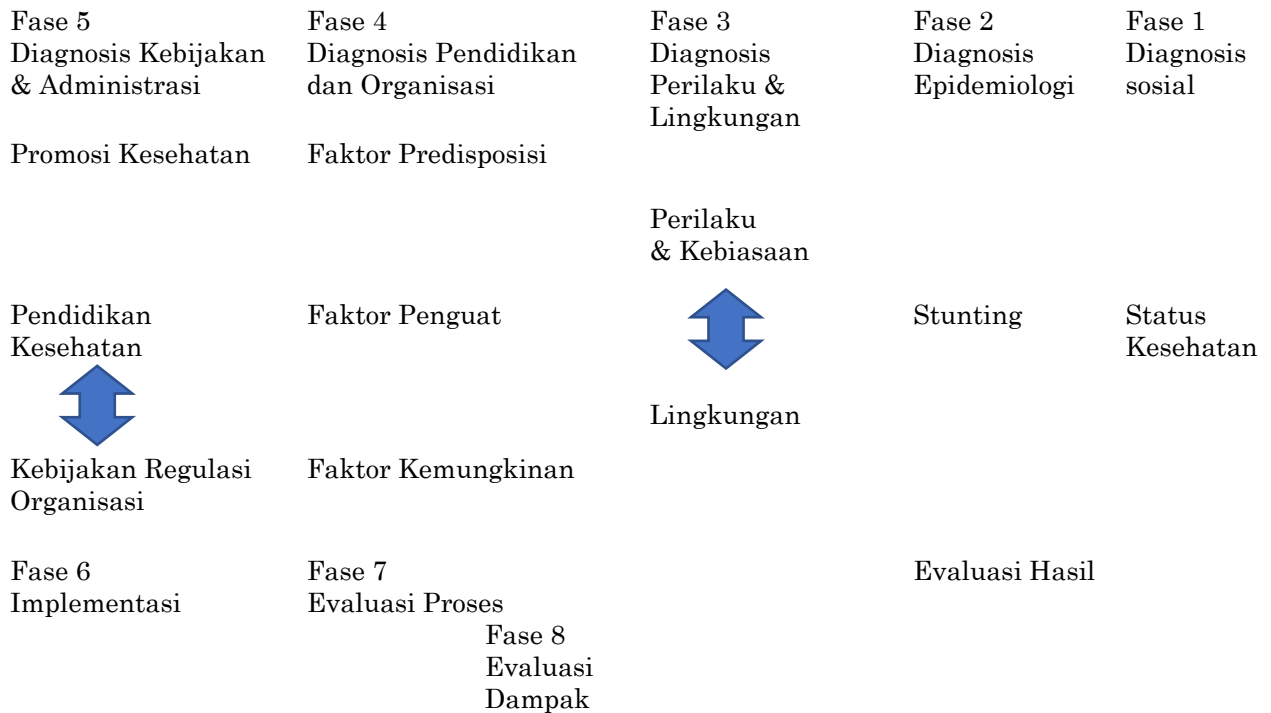 Fase 5
Diagnosis Kebijakan
& Administrasi
Fase 4
Diagnosis Pendidikan
dan Organisasi
Fase 3
Diagnosis
Perilaku &
Lingkungan
Fase 2
Diagnosis
Epidemiologi
Fase 1
Diagnosis
sosial
Promosi Kesehatan
Faktor Predisposisi
Perilaku
& Kebiasaan
Pendidikan
Kesehatan
Faktor Penguat
Stunting
Status
Kesehatan
Lingkungan
Kebijakan Regulasi
Organisasi
Faktor Kemungkinan
Fase 6
Implementasi
Fase 7
Evaluasi Proses
Evaluasi Hasil
Fase 8
Evaluasi
Dampak